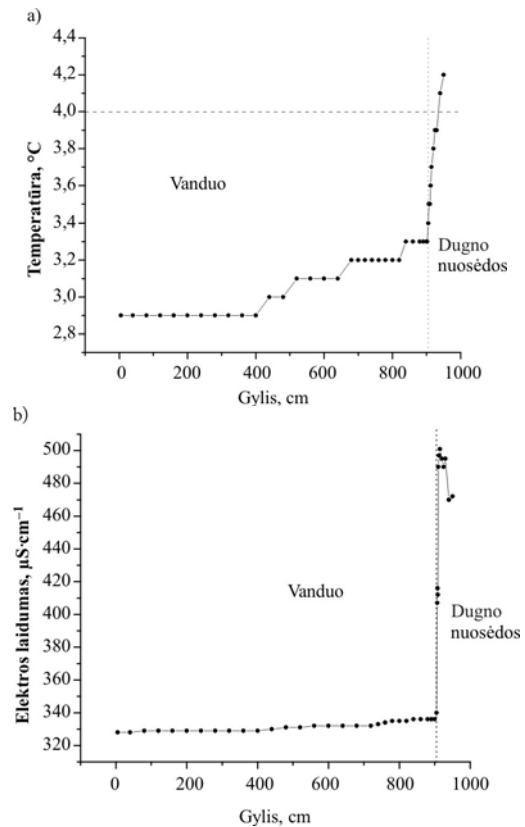 a)
4,4
4,2
4,0
3,8
3,6
3,4
3,2
3,0
2,8
Temperatūra, °C
Vanduo
Dugno
nuosėdos
0 200 400 600 800 1000
Gylis, cm
b)
500
480
460
440
420
400
380
360
340
320
Elektros laidumas, µS·cm⁻¹
Vanduo
Dugno
nuosėdos
0 200 400 600 800 1000
Gylis, cm